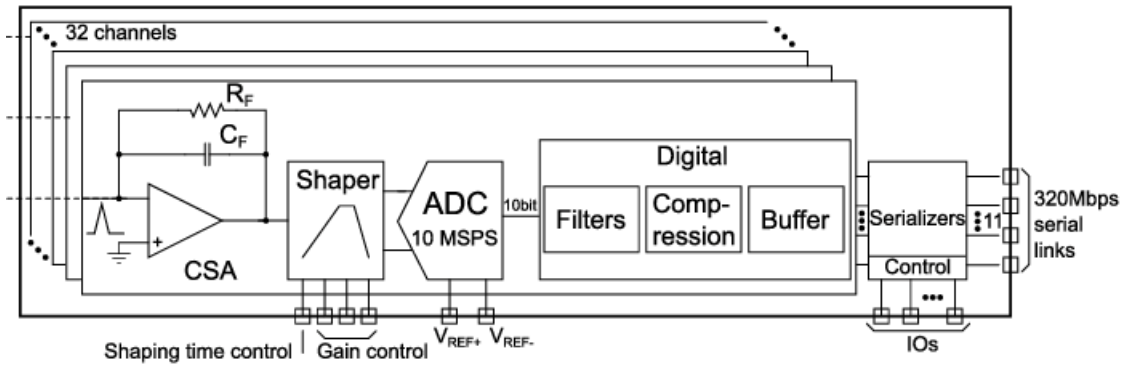 32 channels
R_F
C_F
+
CSA
Shaper
ADC
10 MSPS
10bit
Digital
Filters
Comp-
ression
Buffer
Serializers
Control
11
320Mbps
serial
links
Shaping time control
Gain control
V_REF+
V_REF-
IOs